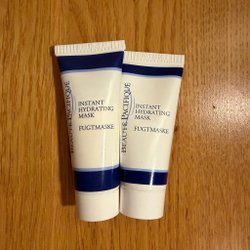 BEAUTÉ PACIFIQUE
INSTANT
HYDRATING
MASK
FUGTMASKE
BEAUTÉ PACIFIQUE
INSTANT
HYDRATING
MASK
FUGTMASKE